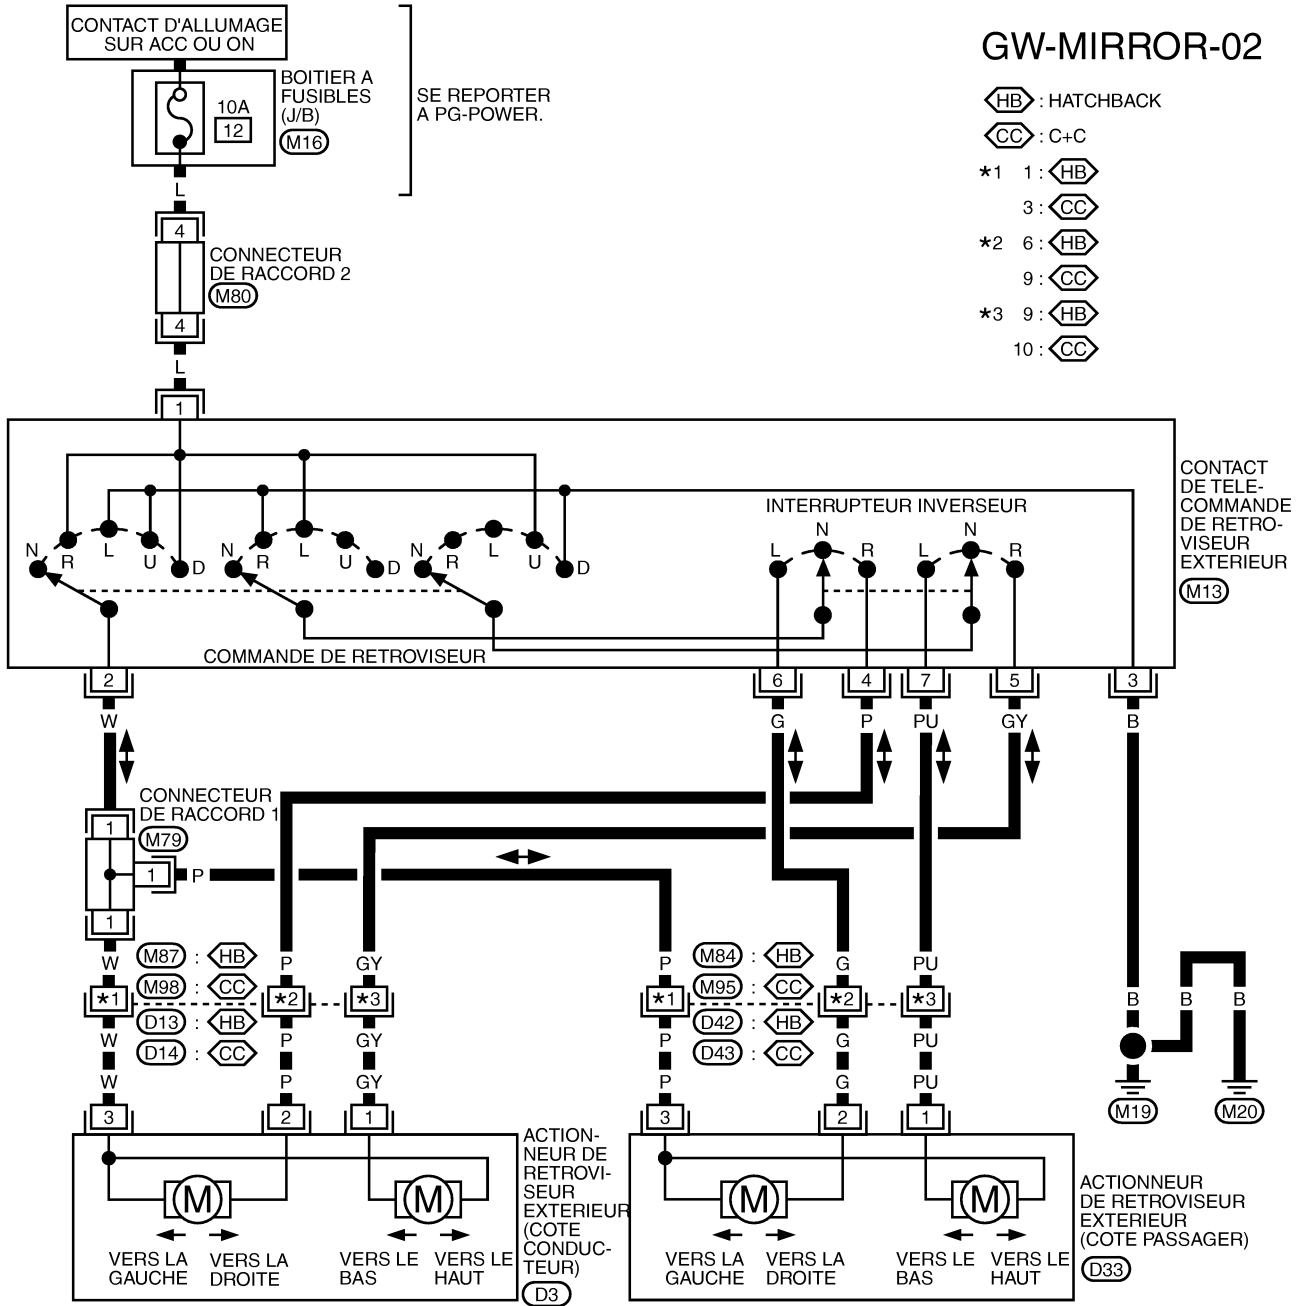 CONTACT D'ALLUMAGE
SUR ACC OU ON
BOITIER A
FUSIBLES
(J/B)
M16
10A
12
SE REPORTER
A PG-POWER.
GW-MIRROR-02
HB : HATCHBACK
CC : C+C
*1 1 : HB
3 : CC
*2 6 : HB
9 : CC
*3 9 : HB
10 : CC
L
4
CONNECTEUR
DE RACCORD 2
M80
4
L
1
INTERRUPTEUR INVERSEUR
N R L U D
N R L U D
N R L U D
L N R
L N R
COMMANDE DE RETROVISEUR
CONTACT
DE TELE-
COMMANDE
DE RETRO-
VISEUR
EXTERIEUR
M13
2 6 4 7 5 3
W G P PU GY B
CONNECTEUR
DE RACCORD 1
M79
1
1 P
1
W P GY P G PU
M87 : HB
M98 : CC
D13 : HB
D14 : CC
M84 : HB
M95 : CC
D42 : HB
D43 : CC
*1 *2 *3 *1 *2 *3
B B B
W P GY P G PU
W P GY P G PU
M19 M20
3 2 1 3 2 1
M M M M
VERS LA
GAUCHE
VERS LA
DROITE
VERS LE
BAS
VERS LE
HAUT
ACTION-
NEUR DE
RETROVI-
SEUR
EXTERIEUR
(COTE
CONDUC-
TEUR)
D3
VERS LA
GAUCHE
VERS LA
DROITE
VERS LE
BAS
VERS LE
HAUT
ACTIONNEUR
DE RETROVISEUR
EXTERIEUR
(COTE PASSAGER)
D33